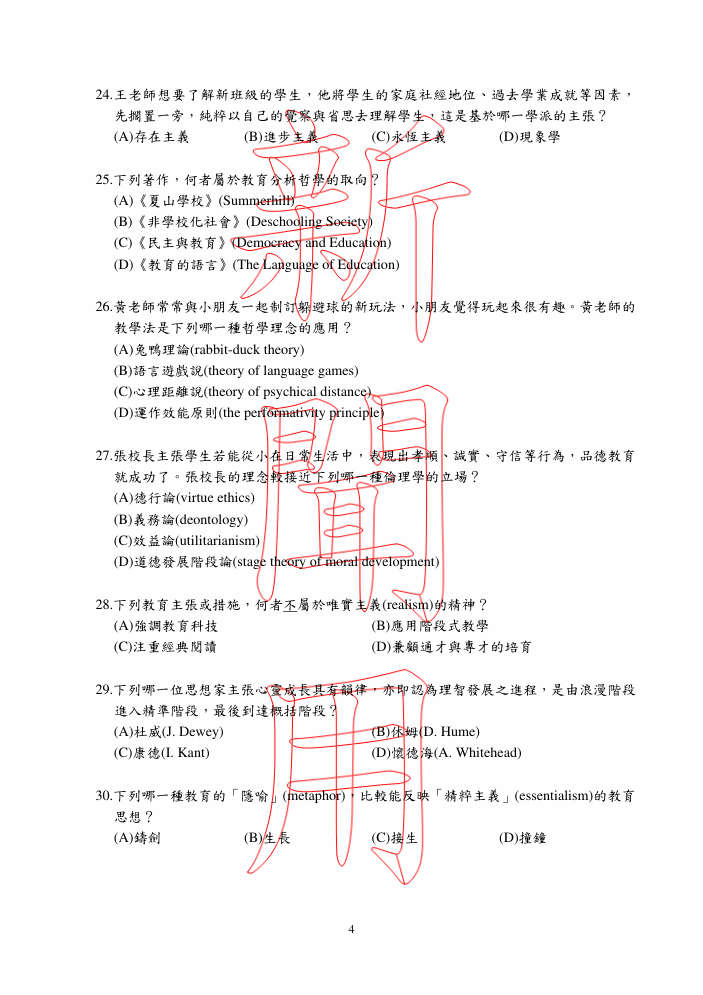 24.王老師想要了解新班級的學生，他將學生的家庭社經地位、過去學業成就等因素，
先擱置一旁，純粹以自己的覺察與省思去理解學生，這是基於哪一學派的主張？
(A)存在主義 (B)進步主義 (C)永恆主義 (D)現象學
25.下列著作，何者屬於教育分析哲學的取向？
(A)《夏山學校》(Summerhill)
(B)《非學校化社會》(Deschooling Society)
(C)《民主與教育》(Democracy and Education)
(D)《教育的語言》(The Language of Education)
26.黃老師常常與小朋友一起制訂躲避球的新玩法，小朋友覺得玩起來很有趣。黃老師的
教學法是下列哪一種哲學理念的應用？
(A)兔鴨理論(rabbit-duck theory)
(B)語言遊戲說(theory of language games)
(C)心理距離說(theory of psychical distance)
(D)運作效能原則(the performativity principle)
27.張校長主張學生若能從小在日常生活中，表現出孝順、誠實、守信等行為，品德教育
就成功了。張校長的理念較接近下列哪一種倫理學的立場？
(A)德行論(virtue ethics)
(B)義務論(deontology)
(C)效益論(utilitarianism)
(D)道德發展階段論(stage theory of moral development)
28.下列教育主張或措施，何者不屬於唯實主義(realism)的精神？
(A)強調教育科技 (B)應用階段式教學
(C)注重經典閱讀 (D)兼顧通才與專才的培育
29.下列哪一位思想家主張心靈成長具有韻律，亦即認為理智發展之進程，是由浪漫階段
進入精準階段，最後到達概括階段？
(A)杜威(J. Dewey) (B)休姆(D. Hume)
(C)康德(I. Kant) (D)懷德海(A. Whitehead)
30.下列哪一種教育的「隱喻」(metaphor)，比較能反映「精粹主義」(essentialism)的教育
思想？
(A)鑄劍 (B)生長 (C)接生 (D)撞鐘
新聞用
4